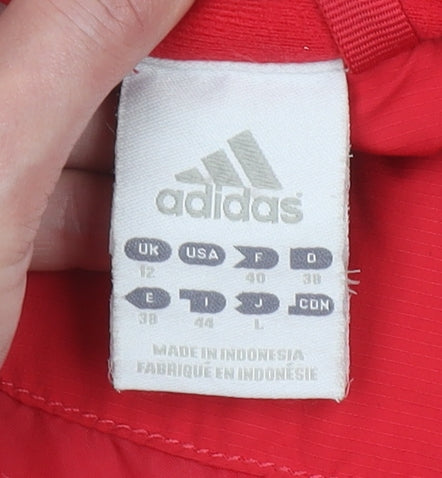 adidas
UK USA F D
12 40 38
E I J CDN
38 44 L
MADE IN INDONESIA
FABRIQUÉ EN INDONÉSIE